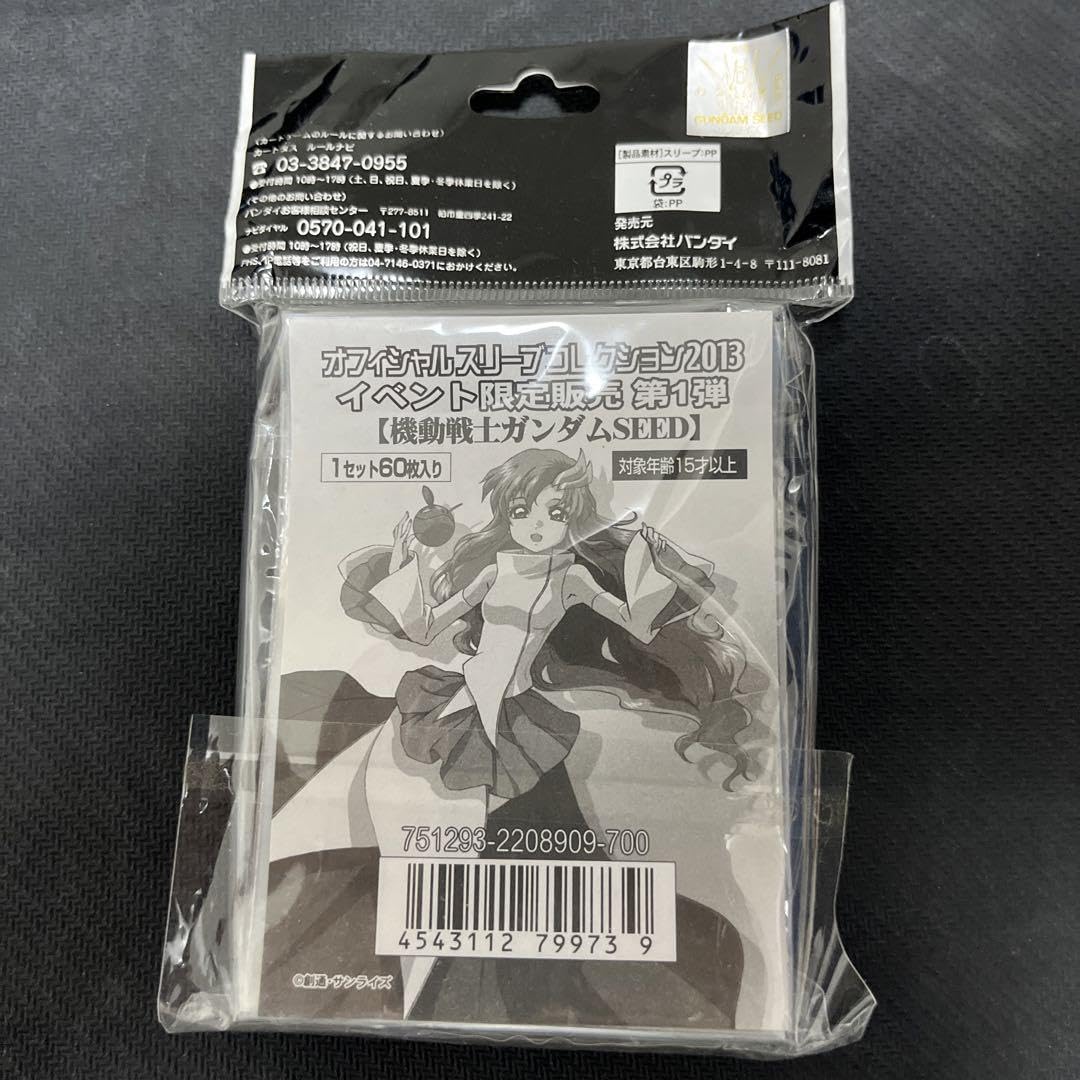 (カードゲームのルールに関するお問い合わせ)
カードダス ルールナビ
☎ 03-3847-0955
●受付時間 10時~17時(土、日、祝日、夏季・冬季休業日を除く)
(その他のお問い合わせ)
バンダイお客様相談センター 〒277-8511 柏市豊四季241-22
ナビダイヤル 0570-041-101
●受付時間 10時~17時(祝日、夏季・冬季休業日を除く)
PHS、IP電話等をご利用の方は04-7146-0371におかけください。
GUNDAM SEED
[製品素材]スリーブ:PP
プラ
袋:PP
発売元
株式会社バンダイ
東京都台東区駒形1-4-8 〒111-8081
オフィシャルスリーブコレクション2013
イベント限定販売 第1弾
【機動戦士ガンダムSEED】
1セット60枚入り
対象年齢15才以上
751293-2208909-700
4543112 79973 9
©創通・サンライズ